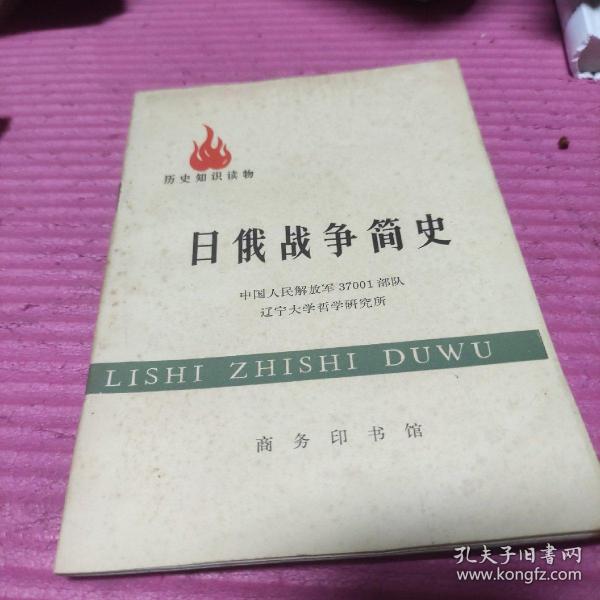 历史知识读物
日俄战争简史
中国人民解放军37001部队
辽宁大学哲学研究所
LISHI ZHISHI DUWU
商务印书馆
孔夫子旧书网
www.kongfz.com